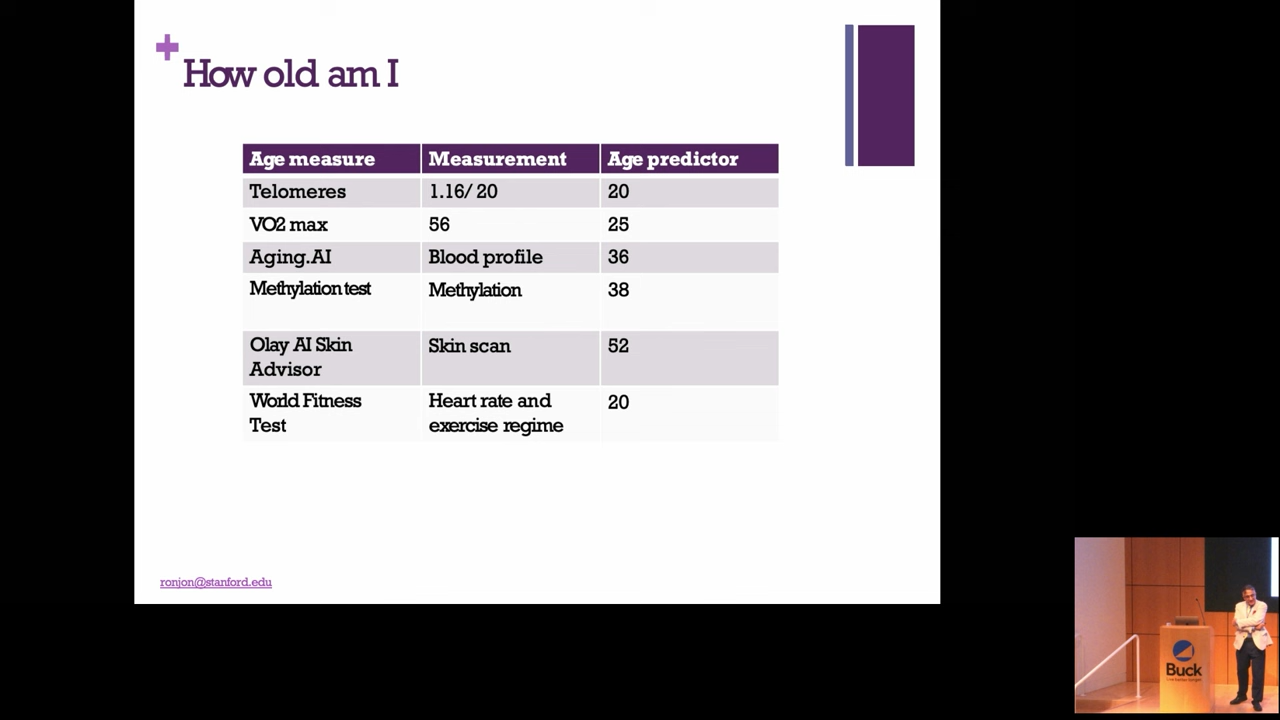 +
How old am I
Age measure Measurement Age predictor
Telomeres 1.16/ 20 20
VO2 max 56 25
Aging.AI Blood profile 36
Methylation test Methylation 38
Olay AI Skin Advisor Skin scan 52
World Fitness Test Heart rate and exercise regime 20
ronjon@stanford.edu
Buck